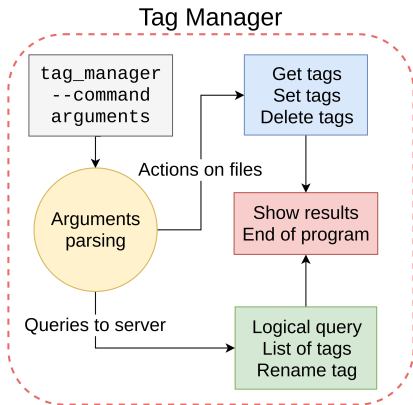 Tag Manager
tag_manager
--command
arguments
Get tags
Set tags
Delete tags
Actions on files
Arguments
parsing
Show results
End of program
Queries to server
Logical query
List of tags
Rename tag